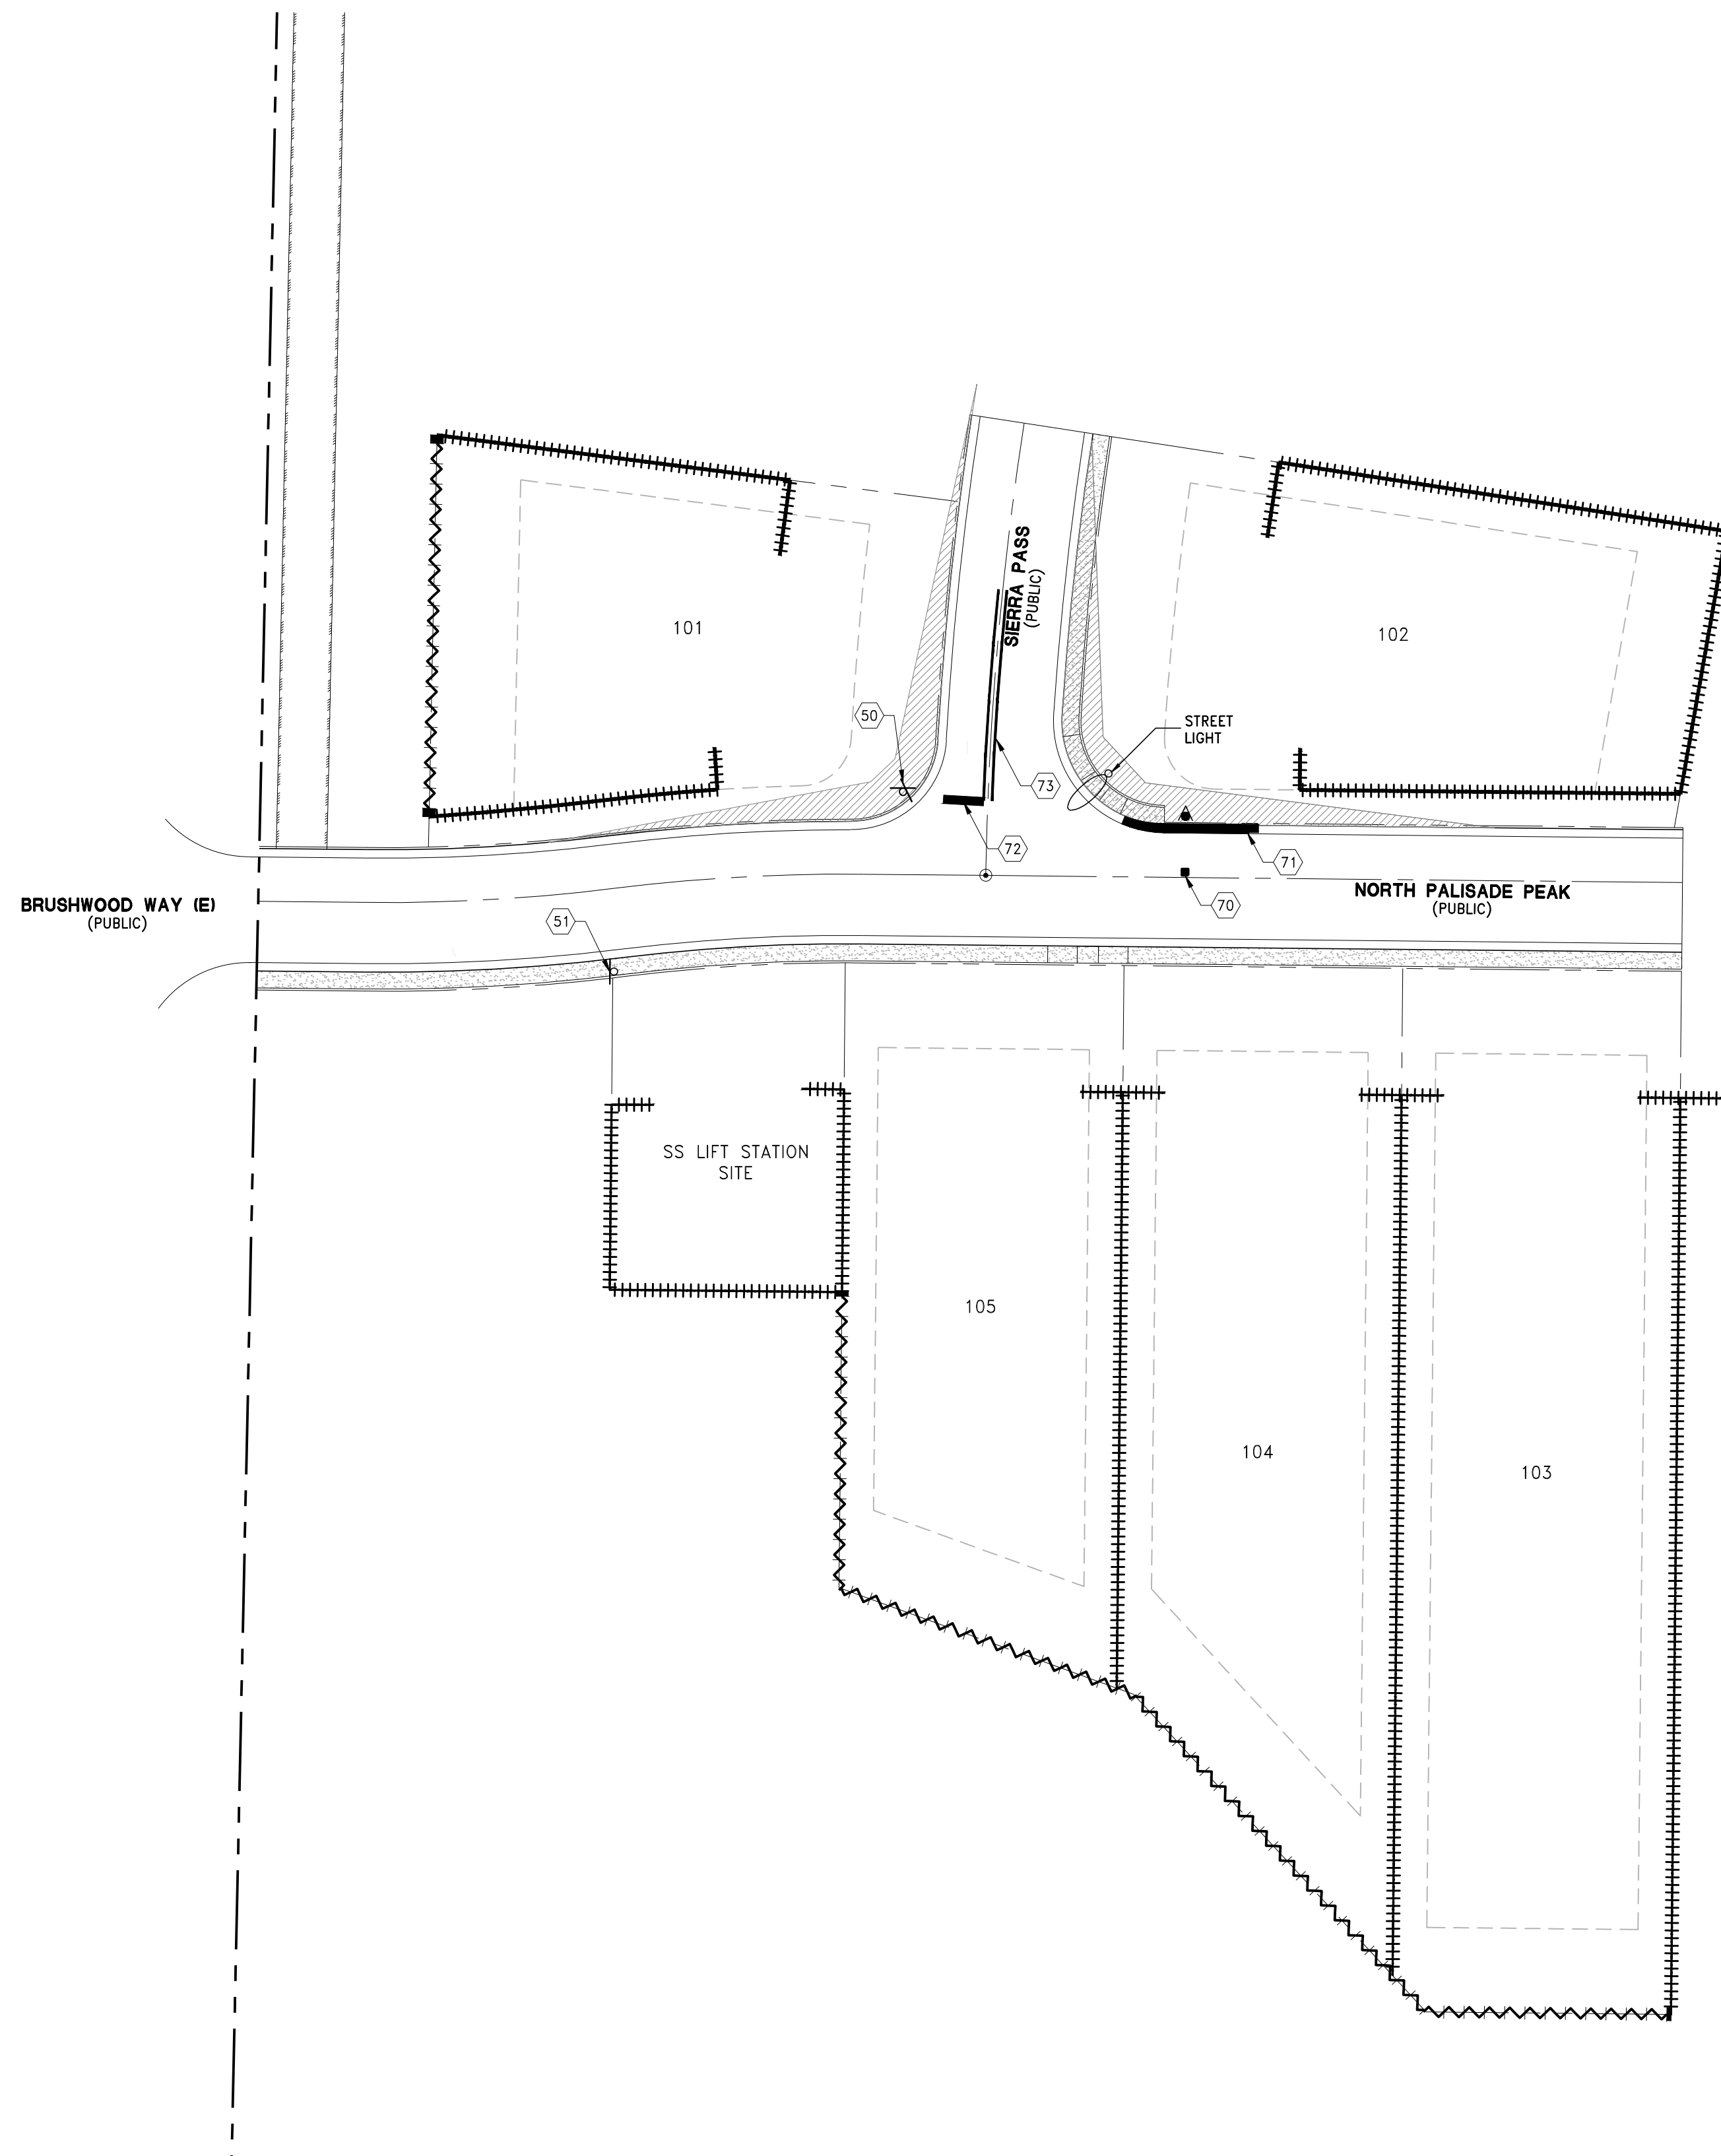 101
102
SIERRA PASS
(PUBLIC)
50
STREET
LIGHT
73
72
71
70
NORTH PALISADE PEAK
(PUBLIC)
BRUSHWOOD WAY (E)
(PUBLIC)
51
SS LIFT STATION
SITE
105
104
103